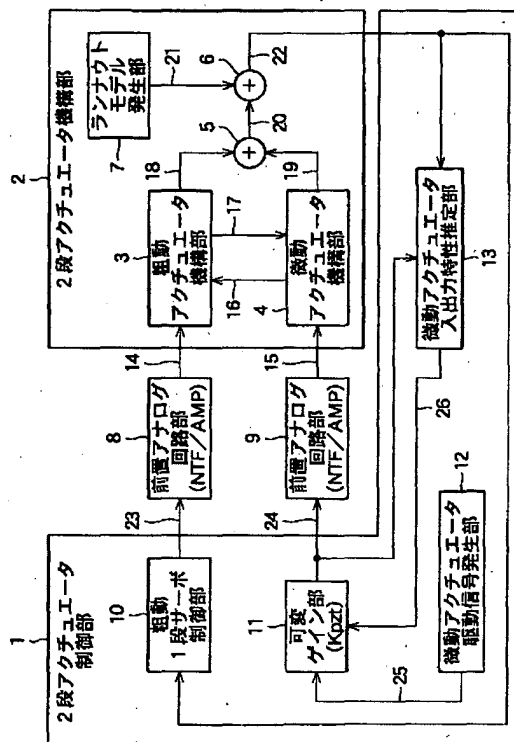 1
2段アクチュエータ
制御部
10
粗動
1段サーボ
制御部
11
可変
ゲイン部
(Kpzt)
25
12
微動アクチュエータ
駆動信号発生部
23
24
26
8
前置アナログ
回路部
(NTF/AMP)
9
前置アナログ
回路部
(NTF/AMP)
14
15
2
2段アクチュエータ機構部
3
粗動
アクチュエータ
機構部
16
17
4
微動
アクチュエータ
機構部
18
19
5
+
20
6
+
7
ランナウト
モデル
発生部
21
22
微動アクチュエータ
入出力特性推定部
13